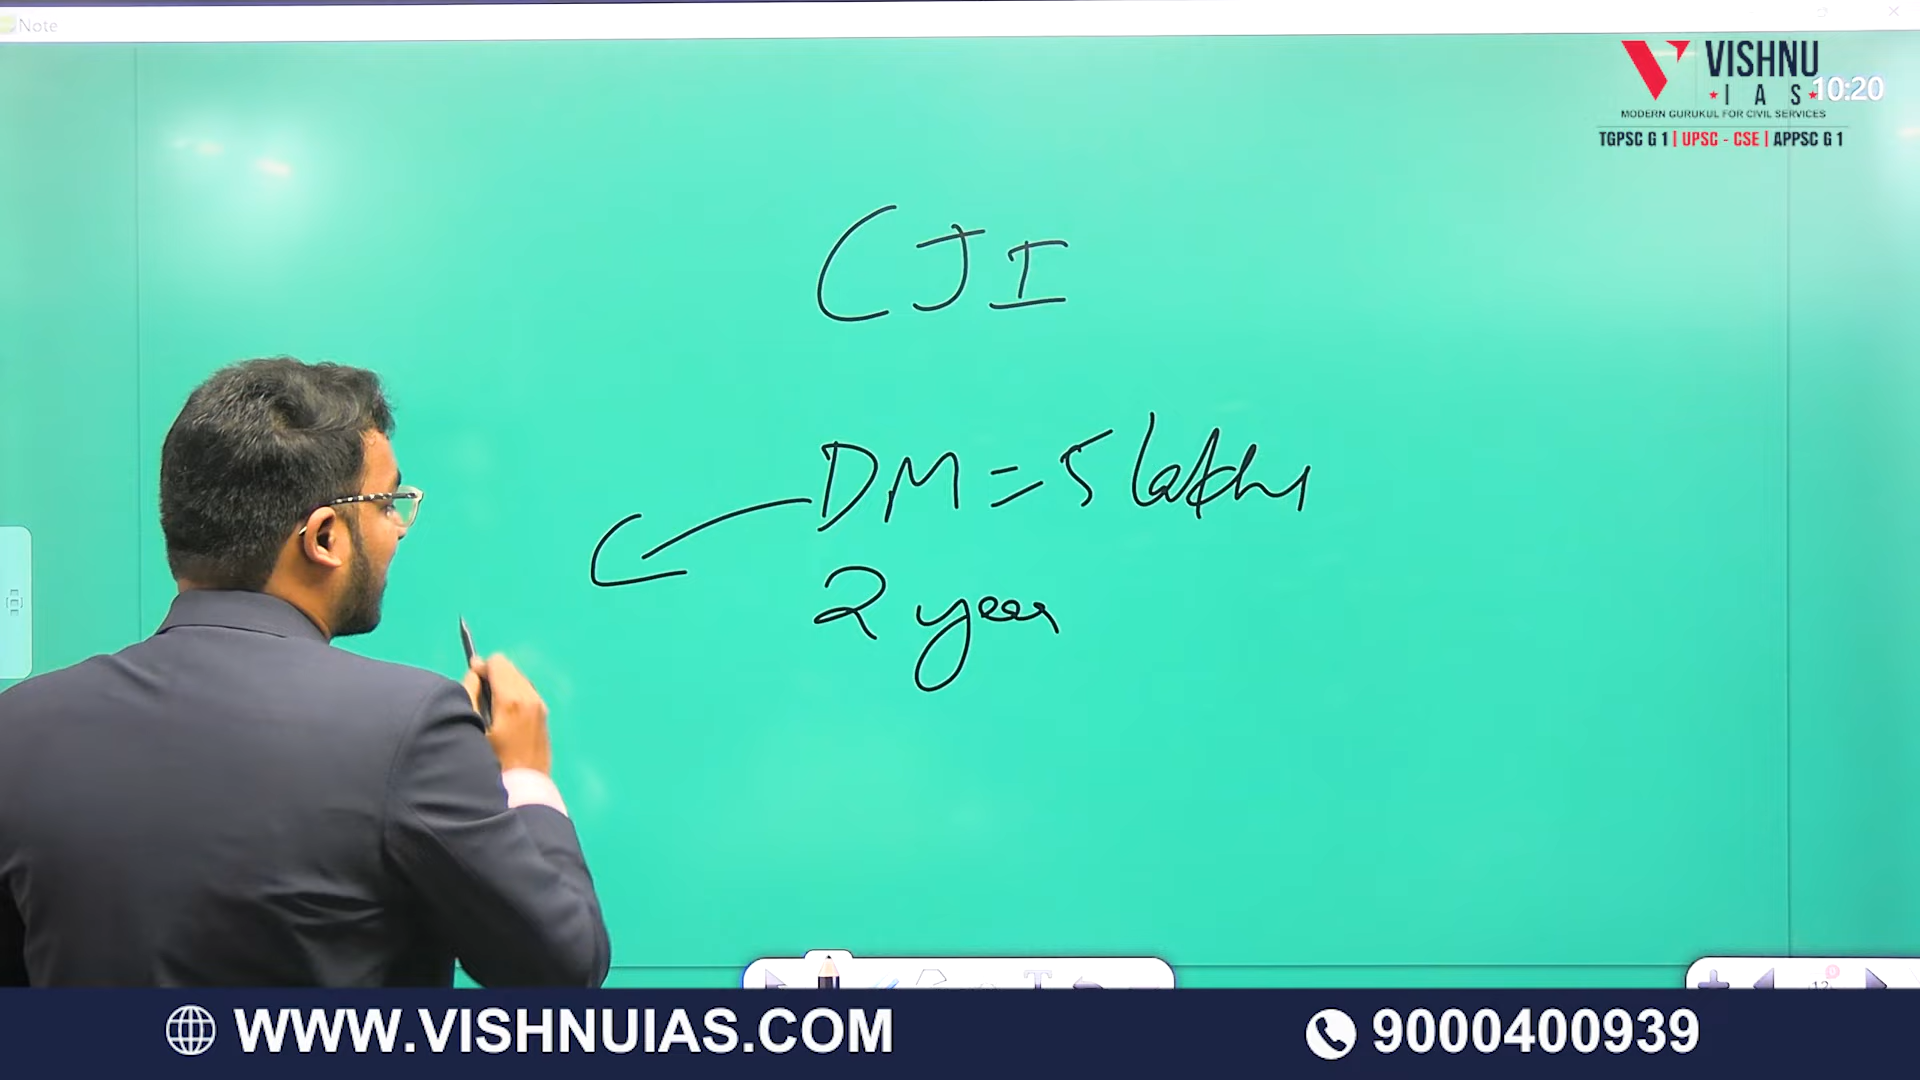 Note
VISHNU
IAS
10:20
MODERN GURUKUL FOR CIVIL SERVICES
TGPSC G 1 | UPSC - CSE | APPSC G 1
CJI
DM = 5 lakhs
2 year
WWW.VISHNUIAS.COM
9000400939